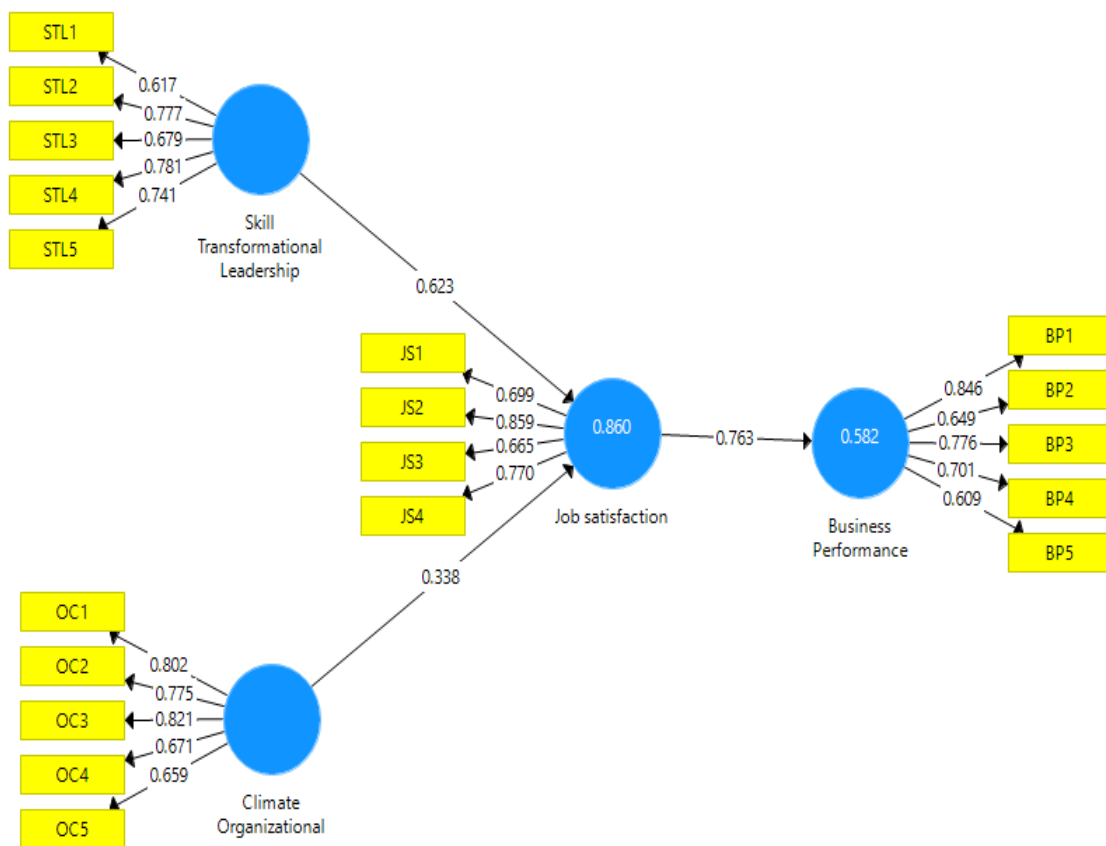 STL1
STL2
STL3
STL4
STL5
0.617
0.777
0.679
0.781
0.741
Skill
Transformational
Leadership
0.623
JS1
JS2
JS3
JS4
0.699
0.859
0.665
0.770
0.860
Job satisfaction
0.763
0.582
Business
Performance
0.846
0.649
0.776
0.701
0.609
BP1
BP2
BP3
BP4
BP5
0.338
OC1
OC2
OC3
OC4
OC5
0.802
0.775
0.821
0.671
0.659
Climate
Organizational